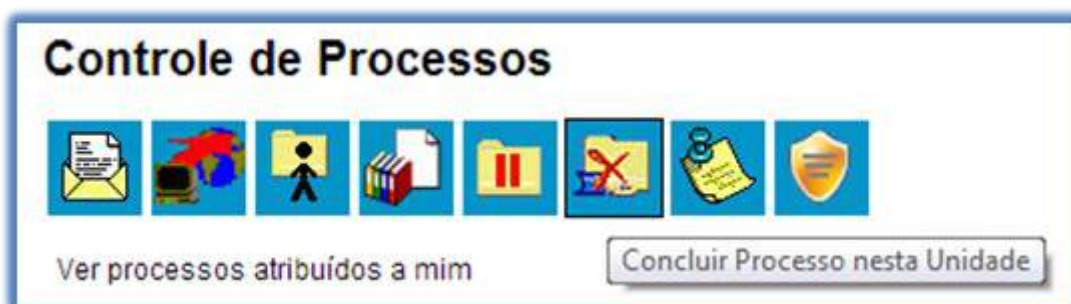 Controle de Processos
Ver processos atribuídos a mim
Concluir Processo nesta Unidade